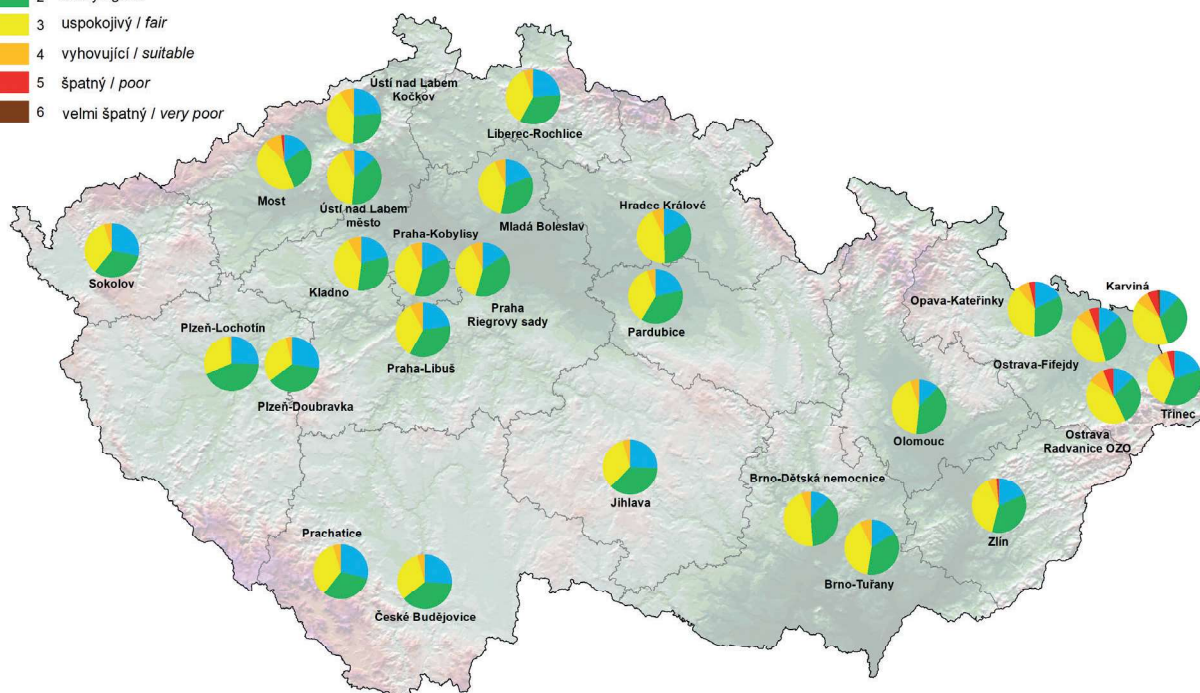 3 uspokojivý / fair
4 vyhovující / suitable
5 špatný / poor
6 velmi špatný / very poor
Ústí nad Labem
Kočkov
Liberec-Rochlice
Most
Ústí nad Labem
město
Mladá Boleslav
Hradec Králové
Praha-Kobylisy
Sokolov
Kladno
Praha
Riegrovy sady
Pardubice
Opava-Kateřinky
Karviná
Plzeň-Lochotín
Praha-Libuš
Ostrava-Fifejdy
Plzeň-Doubravka
Třinec
Olomouc
Ostrava
Radvanice OZO
Jihlava
Brno-Dětská nemocnice
Zlín
Prachatice
Brno-Tuřany
České Budějovice